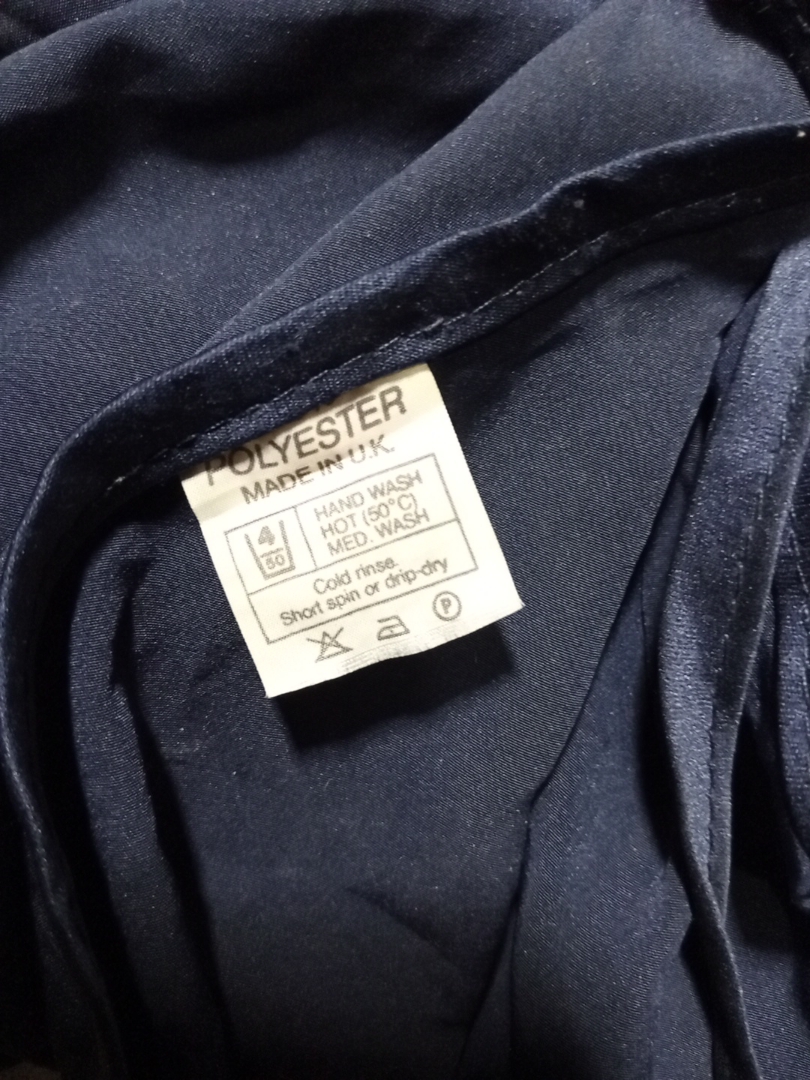 POLYESTER
MADE IN U.K.
4
50
HAND WASH
HOT (50°C)
MED. WASH
Cold rinse.
Short spin or drip-dry
P